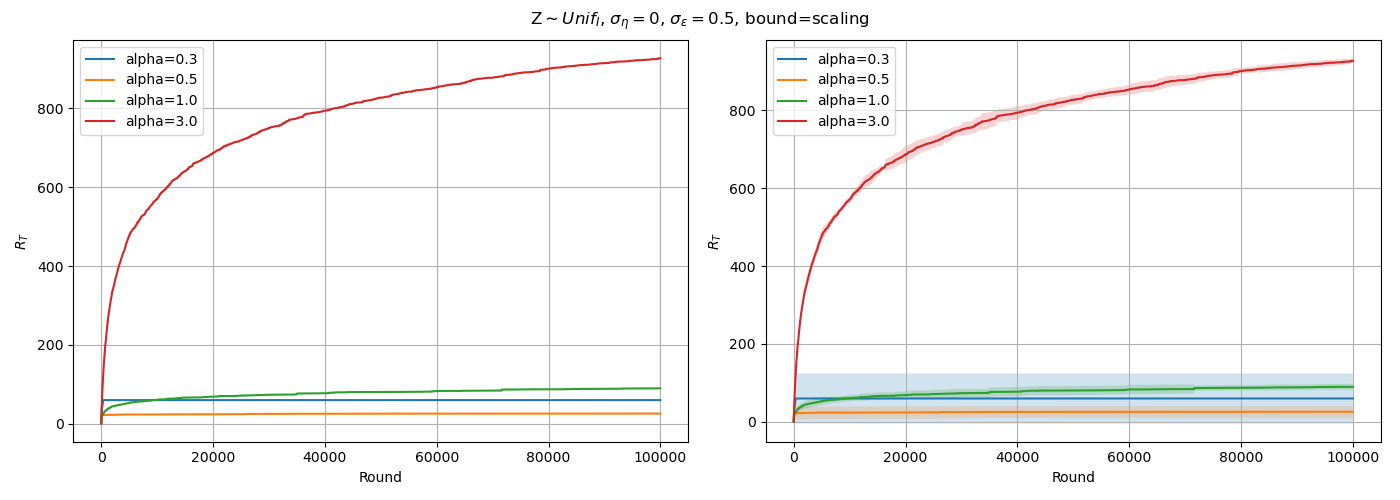 Z ~ Unif_I, σ_η = 0, σ_ε = 0.5, bound=scaling
alpha=0.3
alpha=0.5
alpha=1.0
alpha=3.0
R_T
800
600
400
200
0
0 20000 40000 60000 80000 100000
Round
alpha=0.3
alpha=0.5
alpha=1.0
alpha=3.0
R_T
800
600
400
200
0
0 20000 40000 60000 80000 100000
Round